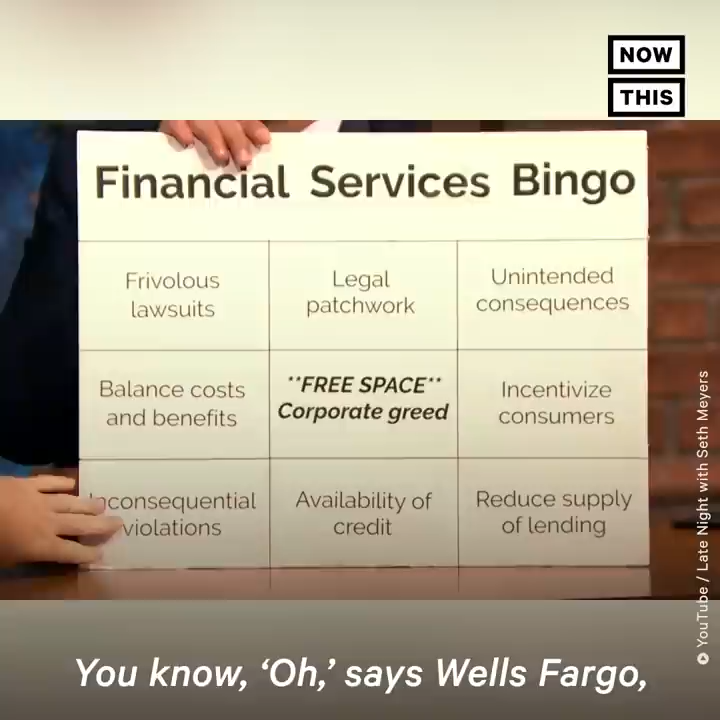 NOW
THIS
Financial Services Bingo
Frivolous
lawsuits
Legal
patchwork
Unintended
consequences
Balance costs
and benefits
**FREE SPACE**
Corporate greed
Incentivize
consumers
Inconsequential
violations
Availability of
credit
Reduce supply
of lending
YouTube / Late Night with Seth Meyers
You know, ‘Oh,’ says Wells Fargo,